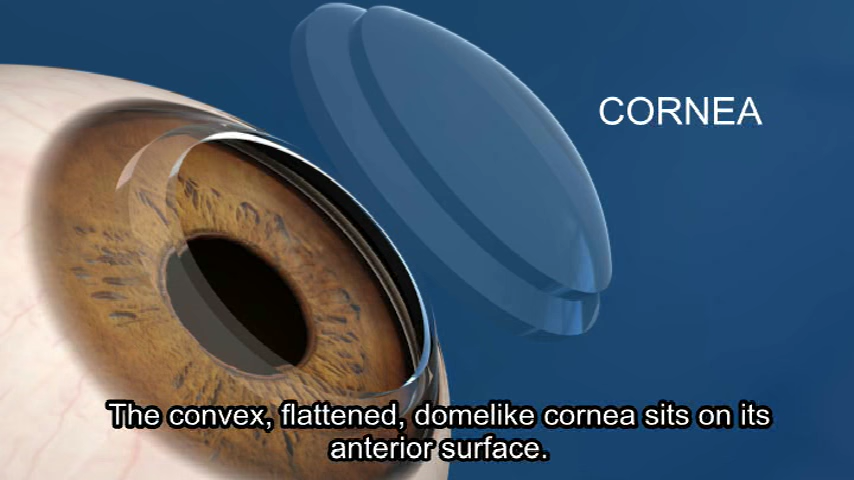 CORNEA
The convex, flattened, domelike cornea sits on its
anterior surface.